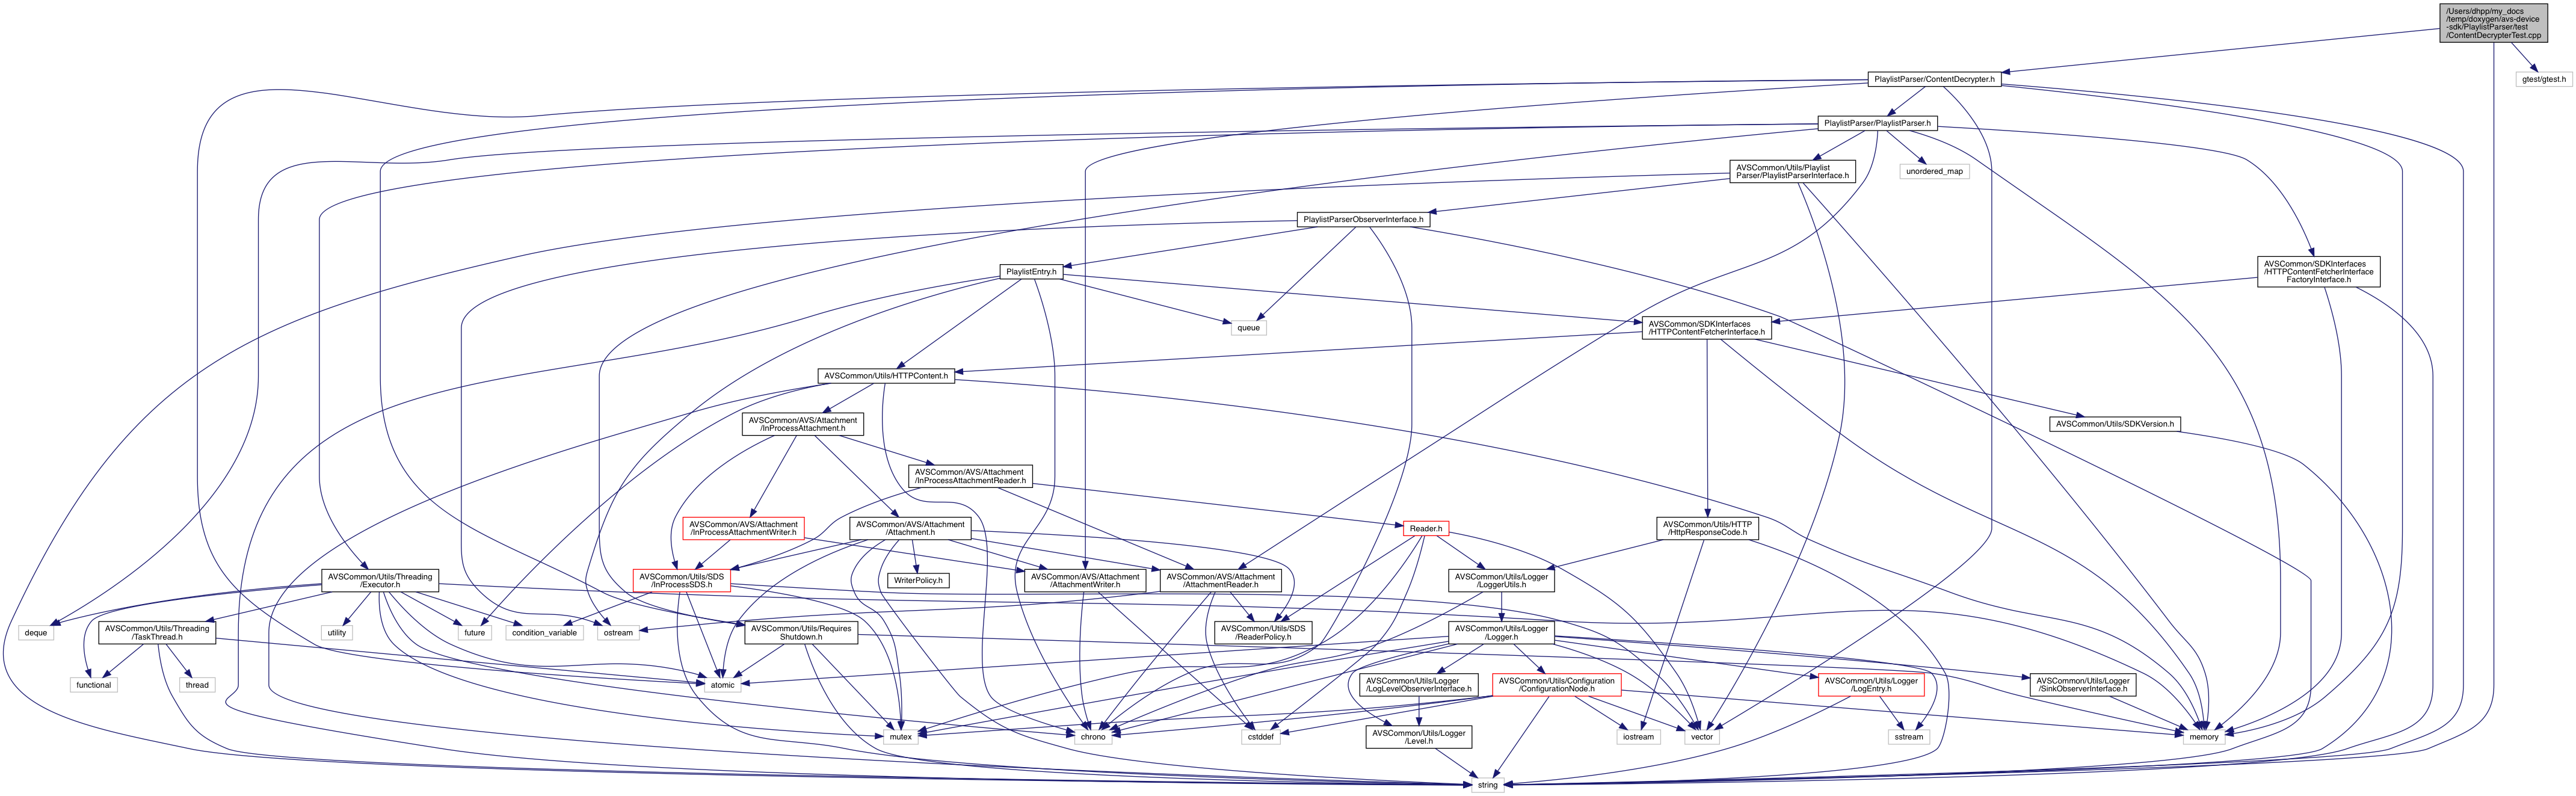 /Users/dhpp/my_docs
/temp/doxygen/avs-device
-sdk/PlaylistParser/test
/ContentDecrypterTest.cpp
PlaylistParser/ContentDecrypter.h
gtest/gtest.h
PlaylistParser/PlaylistParser.h
AVSCommon/Utils/Playlist
Parser/PlaylistParserInterface.h
unordered_map
PlaylistParserObserverInterface.h
AVSCommon/SDKInterfaces
/HTTPContentFetcherInterface
FactoryInterface.h
PlaylistEntry.h
queue
AVSCommon/SDKInterfaces
/HTTPContentFetcherInterface.h
AVSCommon/Utils/HTTPContent.h
AVSCommon/AVS/Attachment
/InProcessAttachment.h
AVSCommon/Utils/SDKVersion.h
AVSCommon/AVS/Attachment
/InProcessAttachmentReader.h
AVSCommon/AVS/Attachment
/InProcessAttachmentWriter.h
AVSCommon/AVS/Attachment
/Attachment.h
Reader.h
AVSCommon/Utils/HTTP
/HttpResponseCode.h
AVSCommon/Utils/Threading
/Executor.h
AVSCommon/Utils/SDS
/InProcessSDS.h
WriterPolicy.h
AVSCommon/AVS/Attachment
/AttachmentWriter.h
AVSCommon/AVS/Attachment
/AttachmentReader.h
AVSCommon/Utils/Logger
/LoggerUtils.h
deque
AVSCommon/Utils/Threading
/TaskThread.h
utility
future
condition_variable
ostream
AVSCommon/Utils/Requires
Shutdown.h
AVSCommon/Utils/SDS
/ReaderPolicy.h
AVSCommon/Utils/Logger
/Logger.h
functional
thread
atomic
AVSCommon/Utils/Logger
/LogLevelObserverInterface.h
AVSCommon/Utils/Configuration
/ConfigurationNode.h
AVSCommon/Utils/Logger
/LogEntry.h
AVSCommon/Utils/Logger
/SinkObserverInterface.h
mutex
chrono
cstddef
AVSCommon/Utils/Logger
/Level.h
iostream
vector
sstream
memory
string